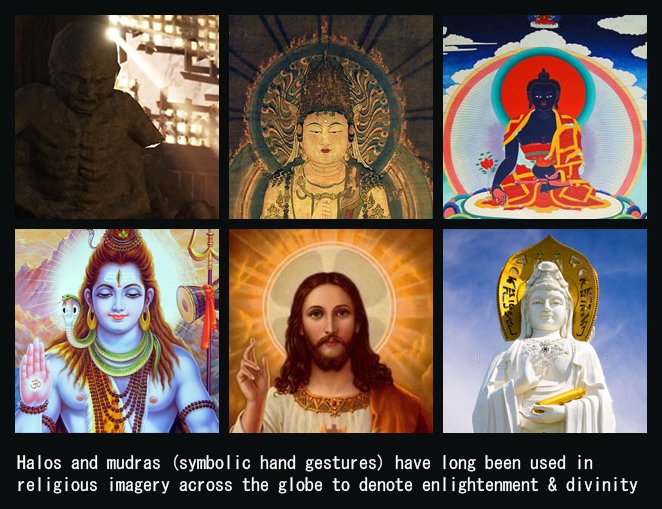 ॐ
Halos and mudras (symbolic hand gestures) have long been used in
religious imagery across the globe to denote enlightenment & divinity